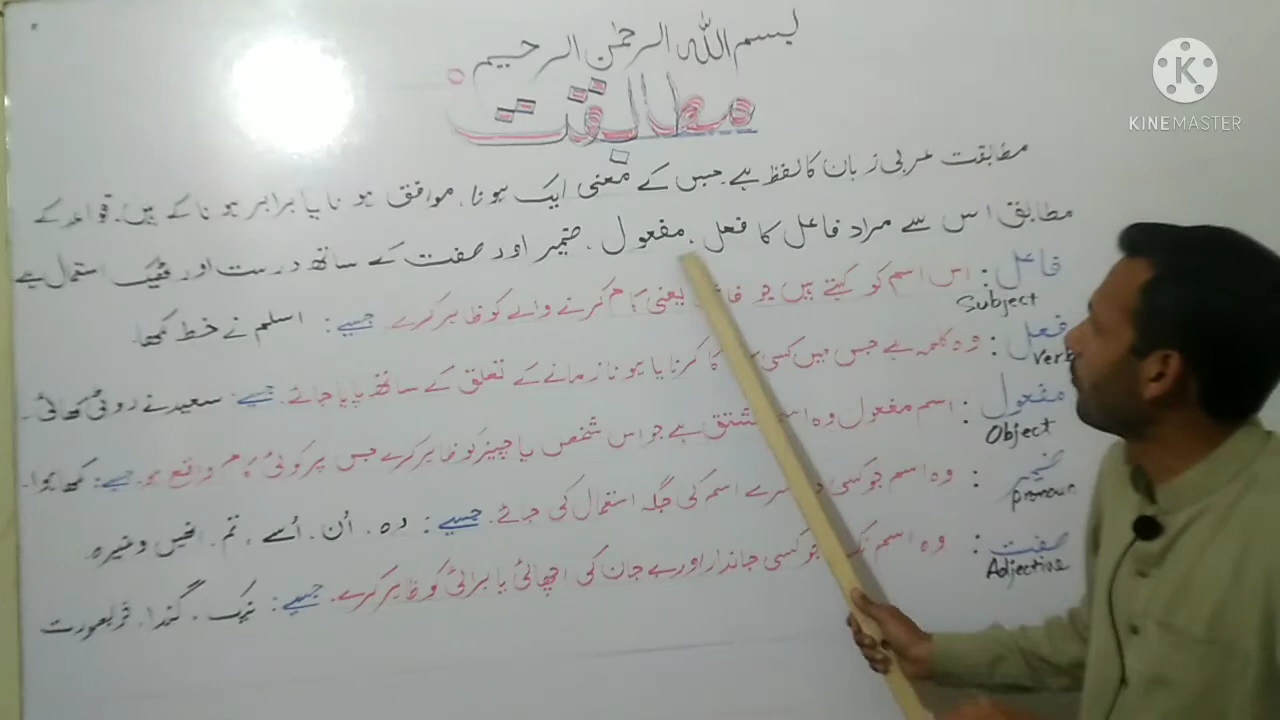 بسم اللہ الرحمٰن الرحیم
مطابقت
مطابقت عربی زبان کا لفظ ہے۔ جس کے معنی ایک ہونا، موافق ہونا یا برابر ہونا کے ہیں۔ قواعد کے
مطابق اس سے مراد فاعل کا فعل، مفعول، ضمیر اور صفت کے ساتھ درست اور ٹھیک استعمال ہے
فاعل: اس اسم کو کہتے ہیں جو یعنی کام کرنے والے کو ظاہر کرے۔ جیسے: اسلم نے خط لکھا۔
Subject
فعل: وہ کلمہ ہے جس میں کسی کا کرنا یا ہونا زمانے کے تعلق کے ساتھ پایا جائے۔ جیسے: سعید نے روٹی کھائی۔
Verb
مفعول: اسم مفعول وہ ہے جو اس شخص یا چیز کو ظاہر کرے جس پر کوئی کام واقع ہو۔ جیسے: لکھا ہوا۔
Object
ضمیر: وہ اسم جو کسی دوسرے اسم کی جگہ استعمال کی جائے۔ جیسے: وہ، اُن، اُسے، تم، انھیں وغیرہ۔
pronoun
صفت: وہ اسم جو کسی جاندار اور بے جان کی اچھائی یا برائی کو ظاہر کرے۔ جیسے: نیک، گندا، خوبصورت
Adjective
KINEMASTER